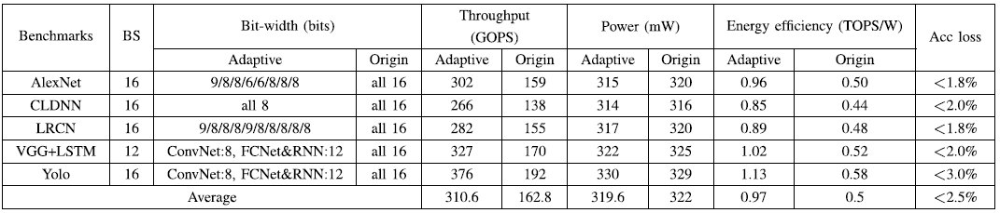 Benchmarks BS Bit-width (bits) Throughput (GOPS) Power (mW) Energy efficiency (TOPS/W) Acc loss
Adaptive Origin Adaptive Origin Adaptive Origin Adaptive Origin
AlexNet 16 9/8/8/6/6/8/8/8 all 16 302 159 315 320 0.96 0.50 <1.8%
CLDNN 16 all 8 all 16 266 138 314 316 0.85 0.44 <2.0%
LRCN 16 9/8/8/8/9/8/8/8/8 all 16 282 155 317 320 0.89 0.48 <1.8%
VGG+LSTM 12 ConvNet:8, FCNet&RNN:12 all 16 327 170 322 325 1.02 0.52 <2.0%
Yolo 16 ConvNet:8, FCNet&RNN:12 all 16 376 192 330 329 1.13 0.58 <3.0%
Average 310.6 162.8 319.6 322 0.97 0.5 <2.5%